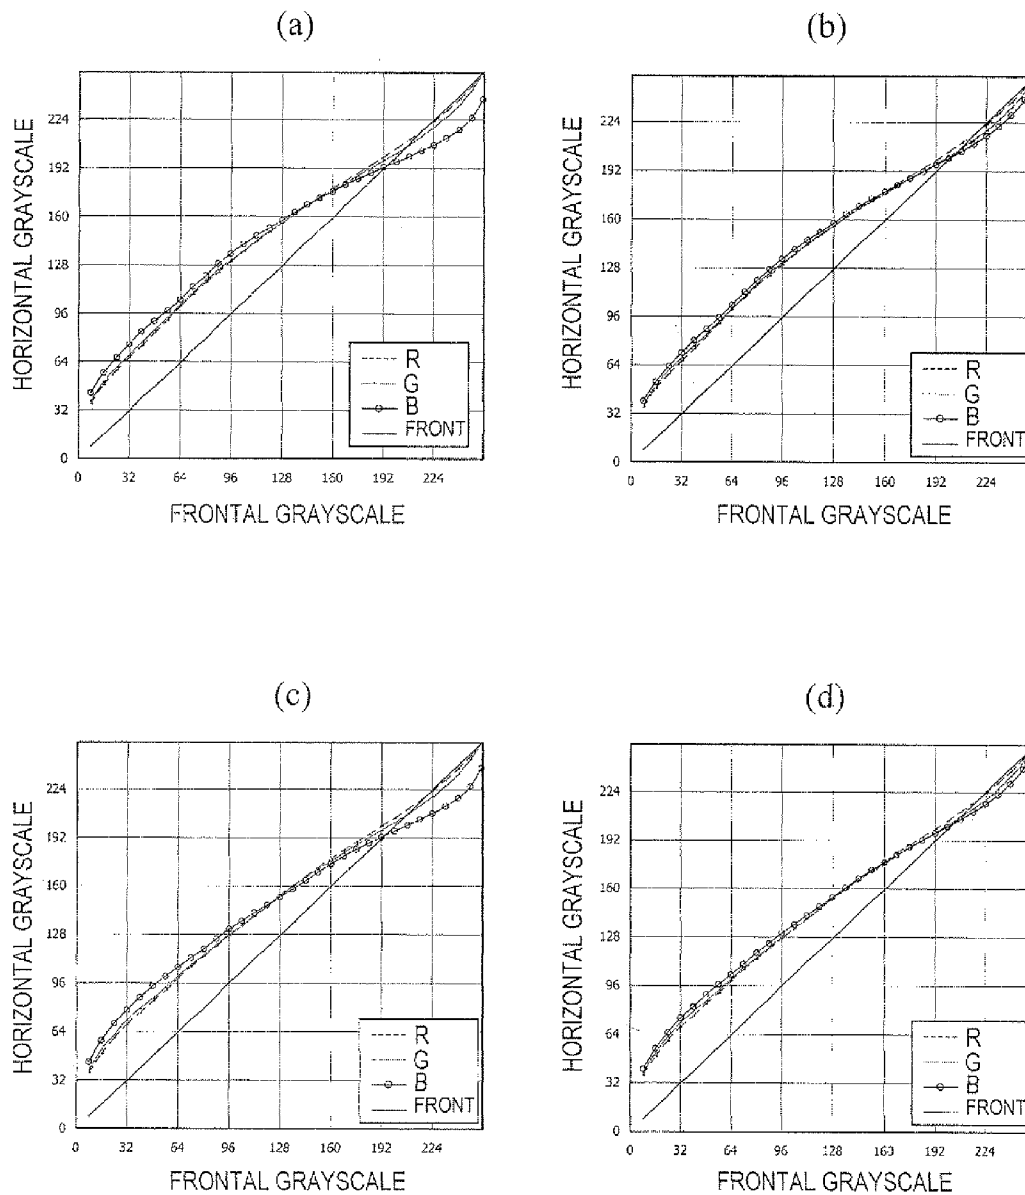 (a)
HORIZONTAL GRAYSCALE
224
192
160
128
96
64
32
0
R
G
B
FRONT
0 32 64 96 128 160 192 224
FRONTAL GRAYSCALE
(b)
HORIZONTAL GRAYSCALE
224
192
160
128
96
64
32
0
R
G
B
FRONT
0 32 64 96 128 160 192 224
FRONTAL GRAYSCALE
(c)
HORIZONTAL GRAYSCALE
224
192
160
128
96
64
32
0
R
G
B
FRONT
0 32 64 96 128 160 192 224
FRONTAL GRAYSCALE
(d)
HORIZONTAL GRAYSCALE
224
192
160
128
96
64
32
0
R
G
B
FRONT
0 32 64 96 128 160 192 224
FRONTAL GRAYSCALE